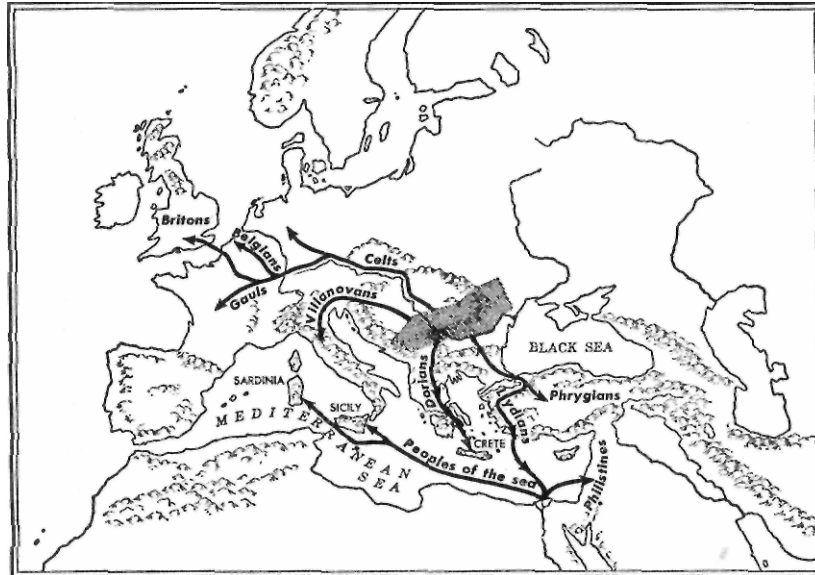 Britons
Belgians
Gauls
Celts
Villanovans
BLACK SEA
Dorians
Lydians
Phrygians
SARDINIA
SICILY
CRETE
MEDITERRANEAN
SEA
Peoples of the sea
Philistines